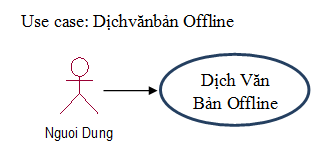 Use case: Dịchvănbản Offline
Dịch Văn
Bản Offline
Nguoi Dung